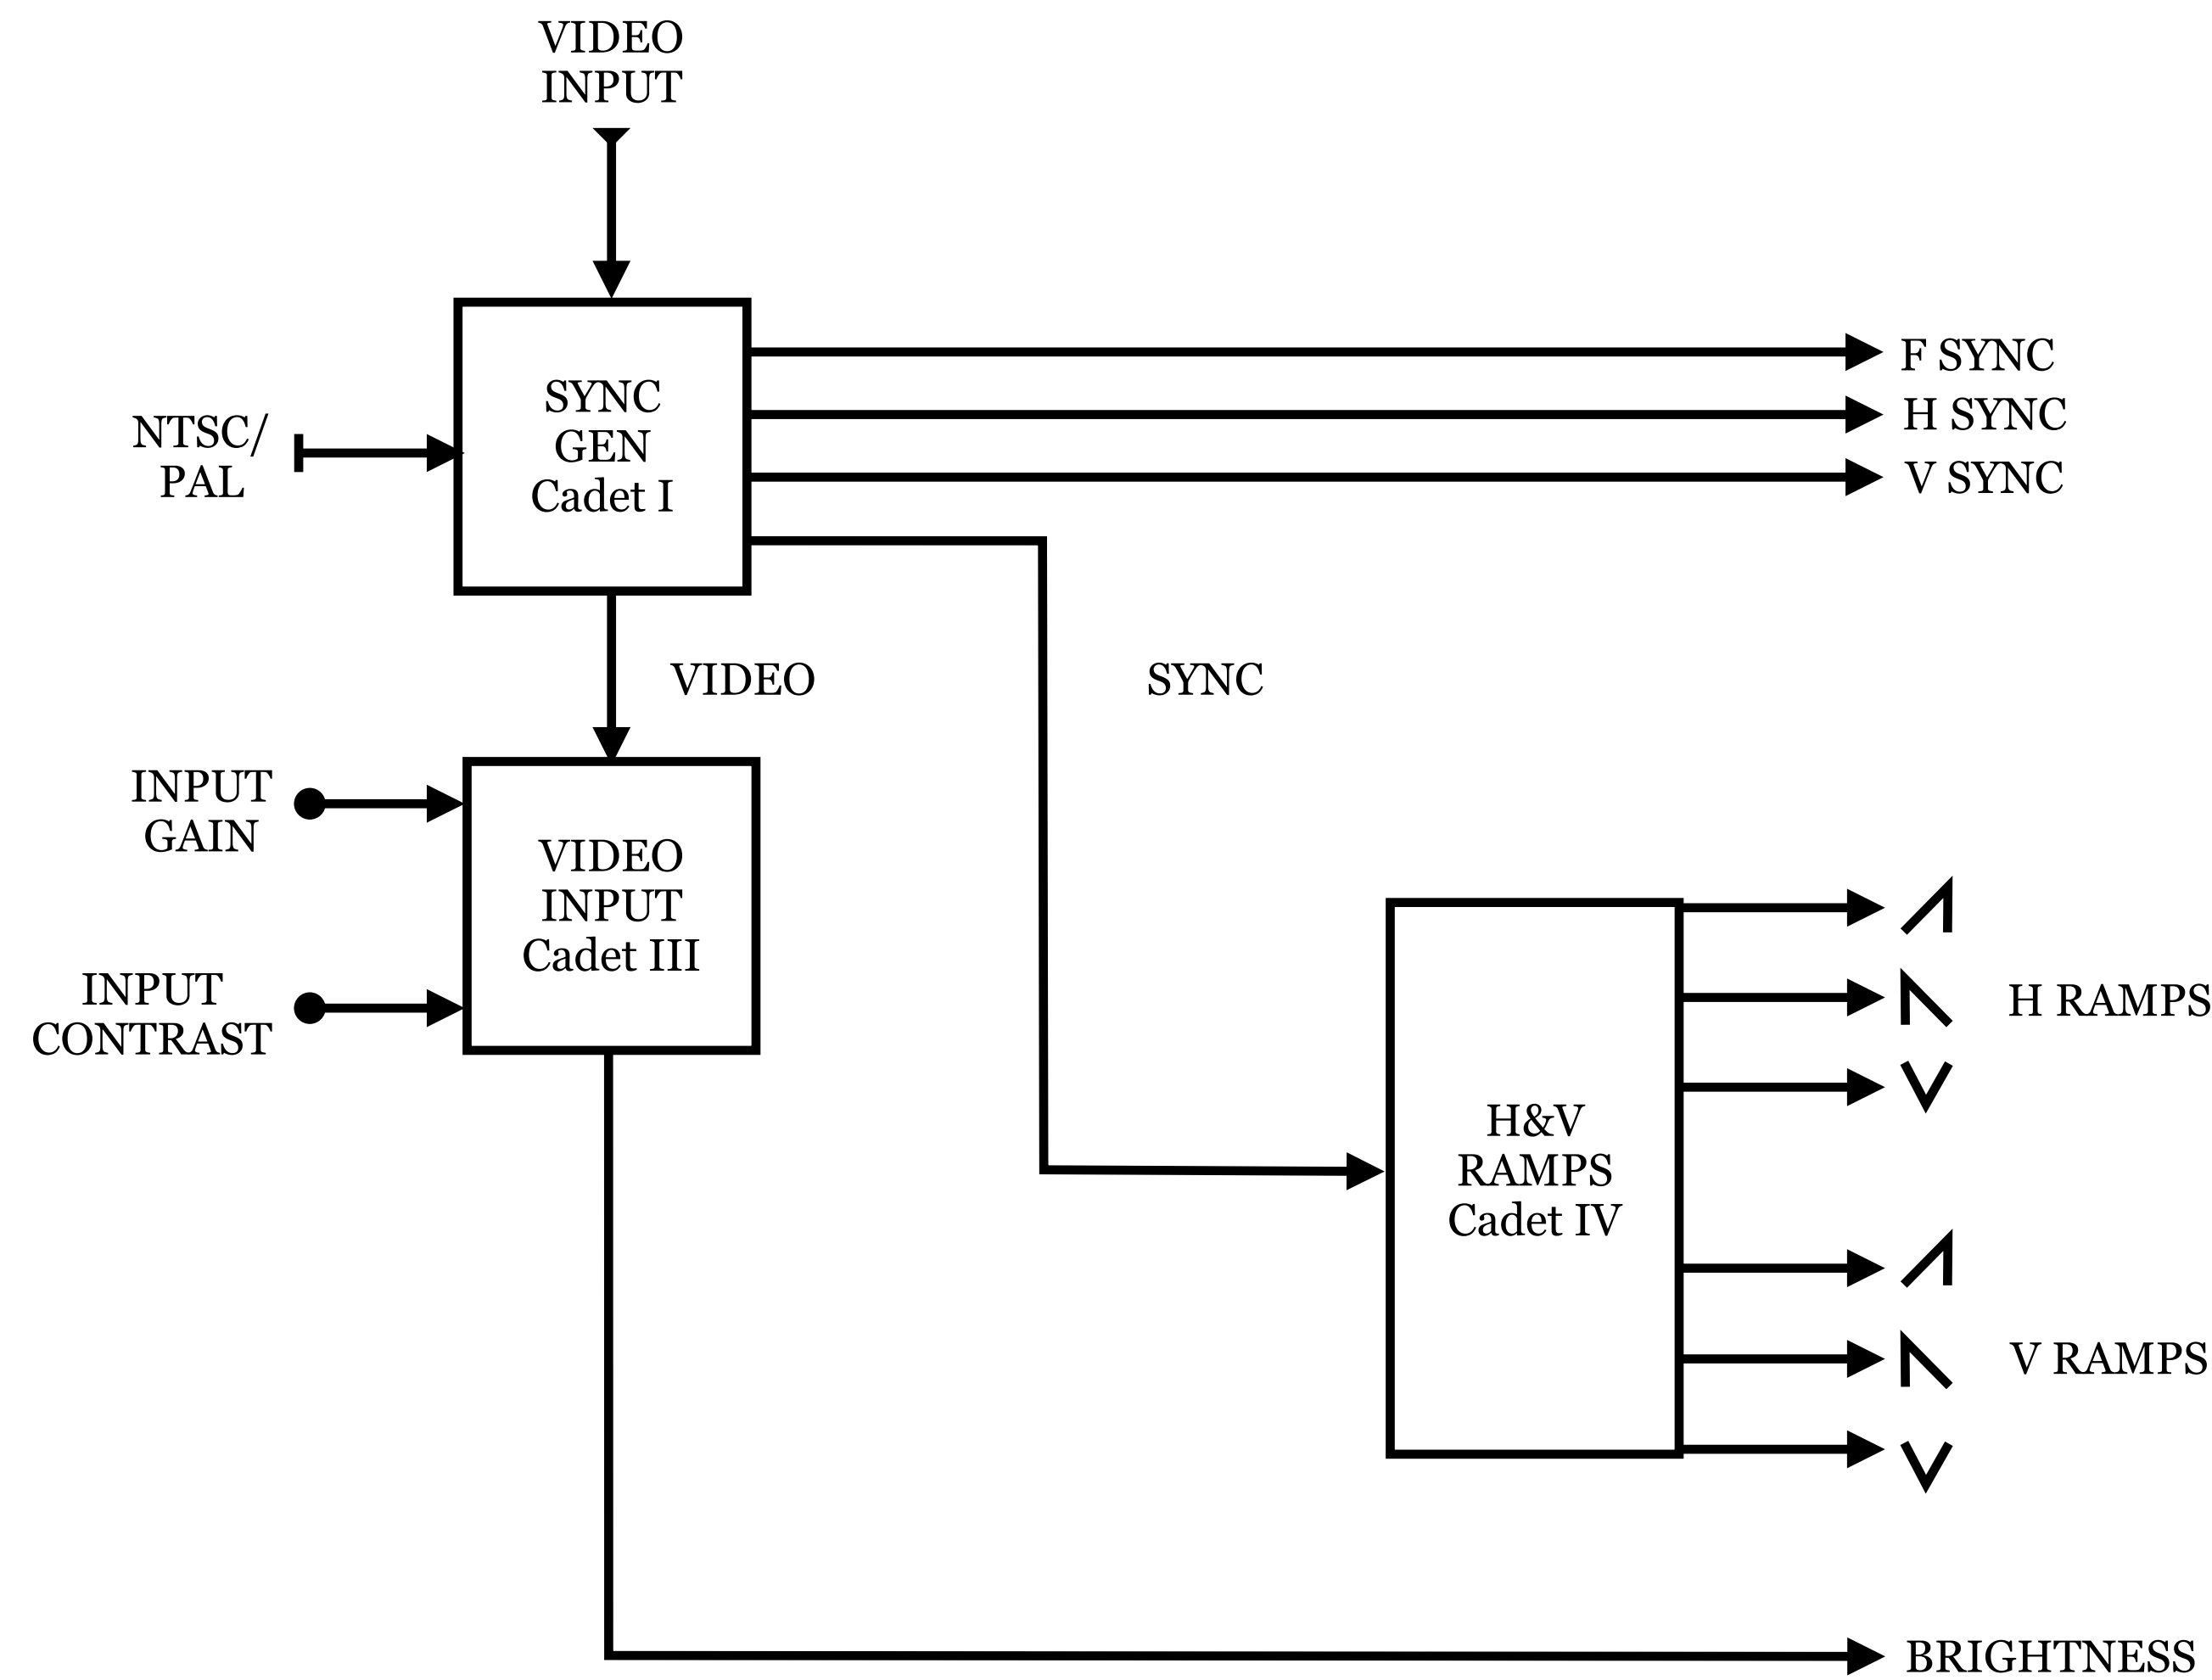 VIDEO
INPUT
F SYNC
H SYNC
V SYNC
SYNC
GEN
Cadet I
NTSC/
PAL
VIDEO
SYNC
INPUT
GAIN
VIDEO
INPUT
Cadet III
INPUT
CONTRAST
H RAMPS
H&V
RAMPS
Cadet IV
V RAMPS
BRIGHTNESS